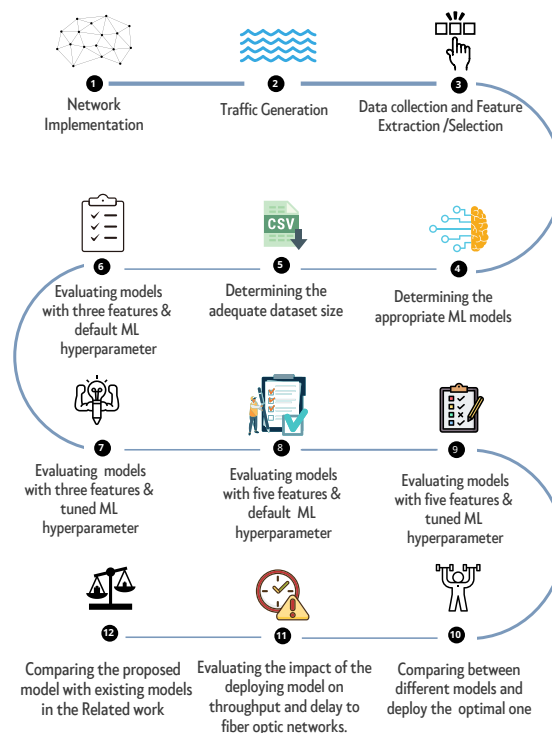 1
Network
Implementation
2
Traffic Generation
3
Data collection and Feature
Extraction /Selection
CSV
4
Determining the
appropriate ML models
5
Determining the
adequate dataset size
6
Evaluating models
with three features &
default ML
hyperparameter
7
Evaluating models
with three features &
tuned ML
hyperparameter
8
Evaluating models
with five features &
default ML
hyperparameter
9
Evaluating models
with five features &
tuned ML
hyperparameter
10
Comparing between
different models and
deploy the optimal one
11
Evaluating the impact of the
deploying model on
throughput and delay to
fiber optic networks.
12
Comparing the proposed
model with existing models
in the Related work